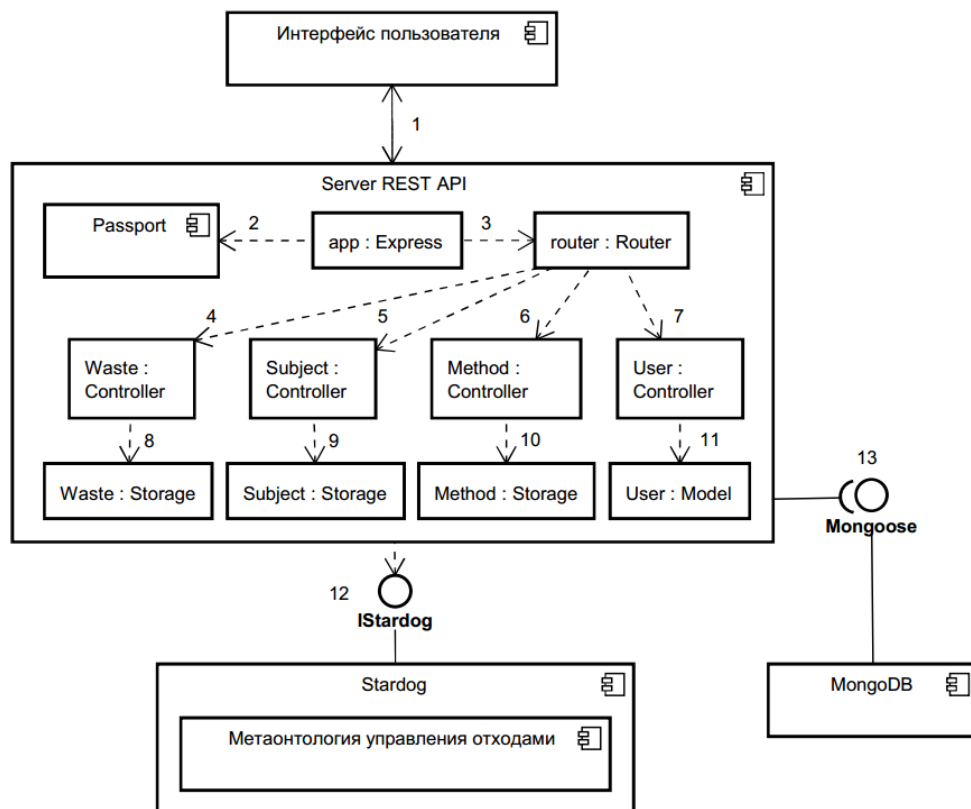 Интерфейс пользователя
1
Server REST API
Passport
2
app : Express
3
router : Router
4
5
6
7
Waste :
Controller
Subject :
Controller
Method :
Controller
User :
Controller
8
9
10
11
Waste : Storage
Subject : Storage
Method : Storage
User : Model
13
Mongoose
12
IStardog
Stardog
Метаонтология управления отходами
MongoDB